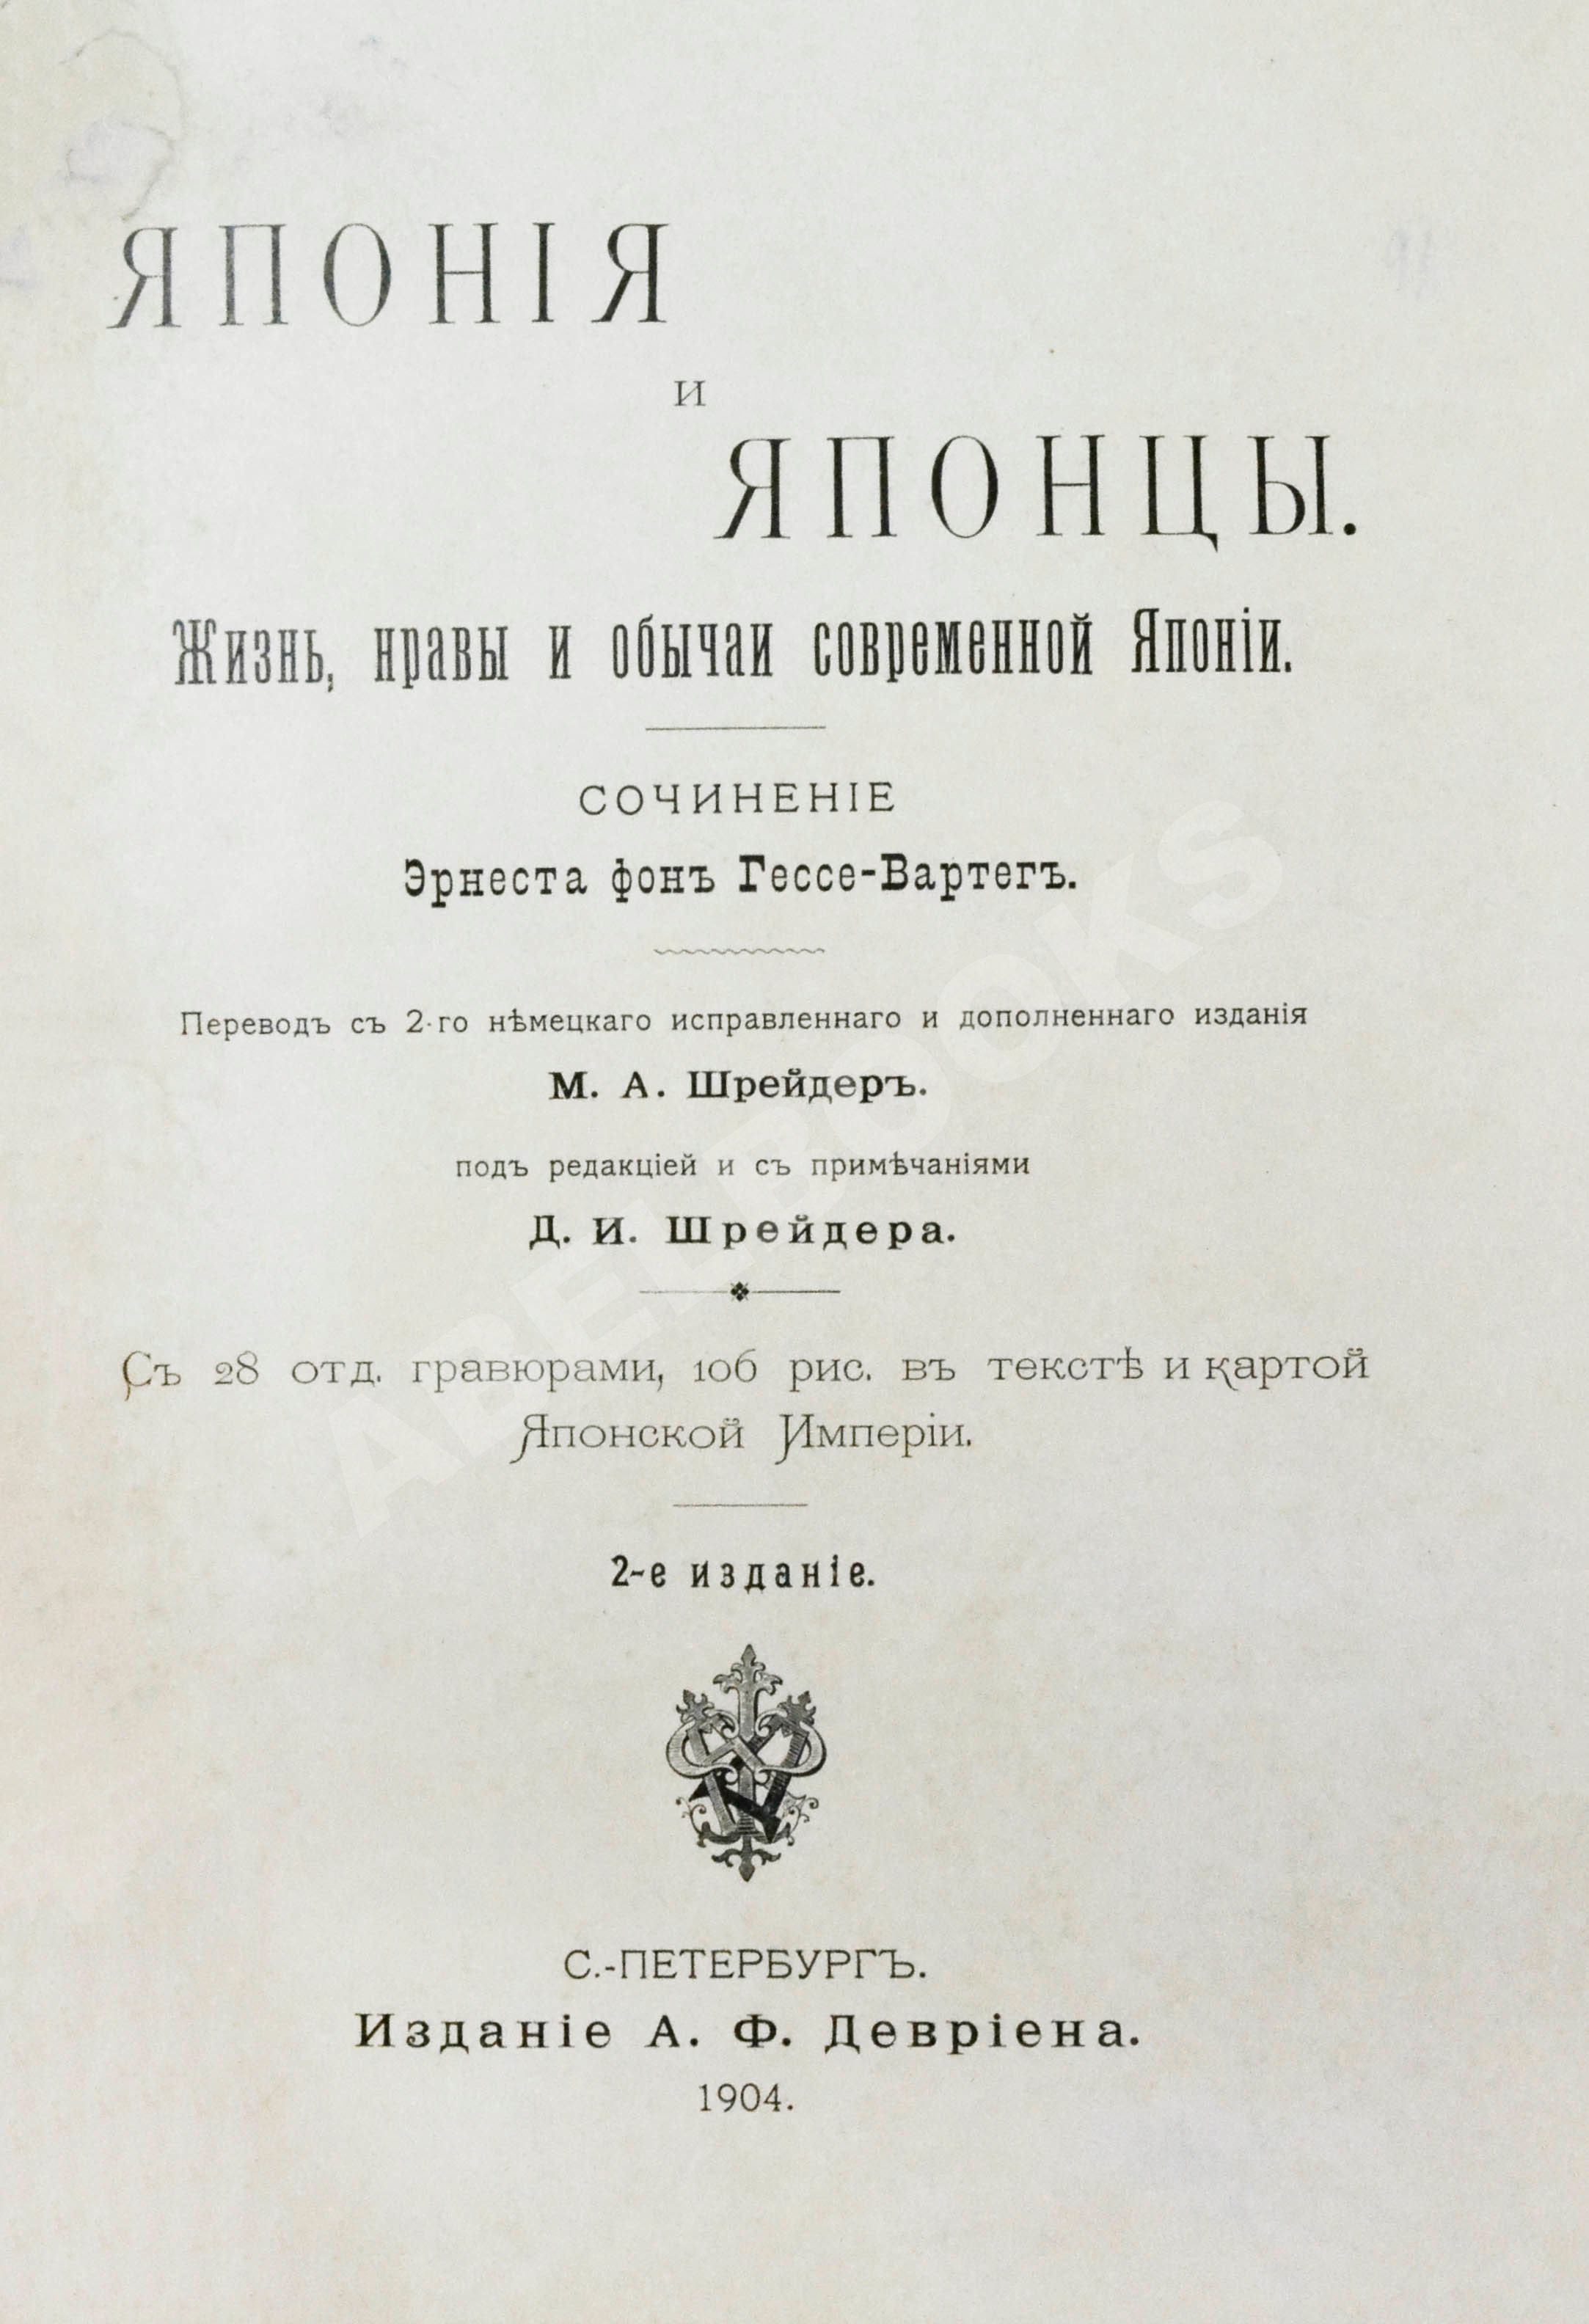 ЯПОНІЯ
И
ЯПОНЦЫ.
Жизнь, нравы и обычаи современной Японіи.
СОЧИНЕНІЕ
Эрнеста фонъ Гессе-Вартегъ.
Переводъ съ 2-го нѣмецкаго исправленнаго и дополненнаго изданія
М. А. Шрейдеръ.
подъ редакціей и съ примѣчаніями
Д. И. Шрейдера.
Съ 28 отд. гравюрами, 106 рис. въ текстѣ и картой
Японской Имперіи.
2-е изданіе.
С.-ПЕТЕРБУРГЪ.
Изданіе А. Ф. Девріена.
1904.
ABELBOOKS